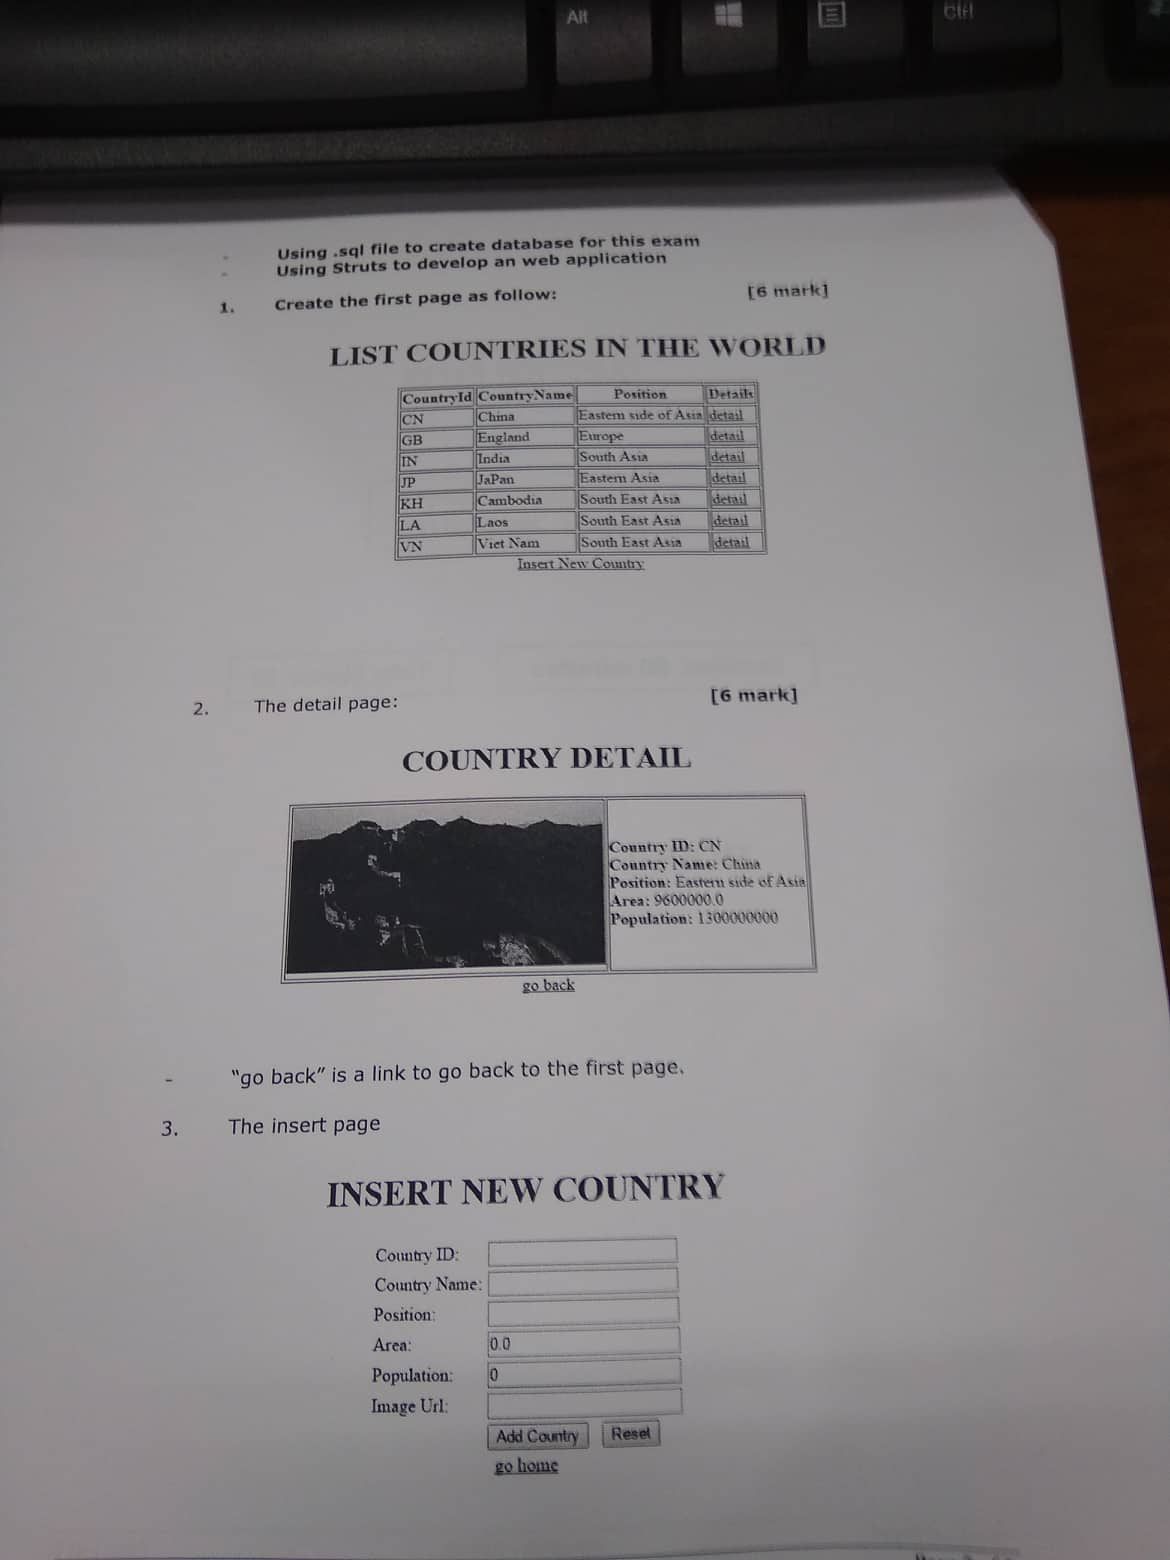 Alt
Ctrl
- Using .sql file to create database for this exam
- Using Struts to develop an web application
1. Create the first page as follow: [6 mark]
LIST COUNTRIES IN THE WORLD
CountryId CountryName Position Details
CN China Eastern side of Asia detail
GB England Europe detail
IN India South Asia detail
JP JaPan Eastern Asia detail
KH Cambodia South East Asia detail
LA Laos South East Asia detail
VN Viet Nam South East Asia detail
Insert New Country
2. The detail page: [6 mark]
COUNTRY DETAIL
Country ID: CN
Country Name: China
Position: Eastern side of Asia
Area: 9600000.0
Population: 1300000000
go back
- “go back” is a link to go back to the first page.
3. The insert page
INSERT NEW COUNTRY
Country ID:
Country Name:
Position:
Area: 0.0
Population: 0
Image Url:
Add Country Reset
go home